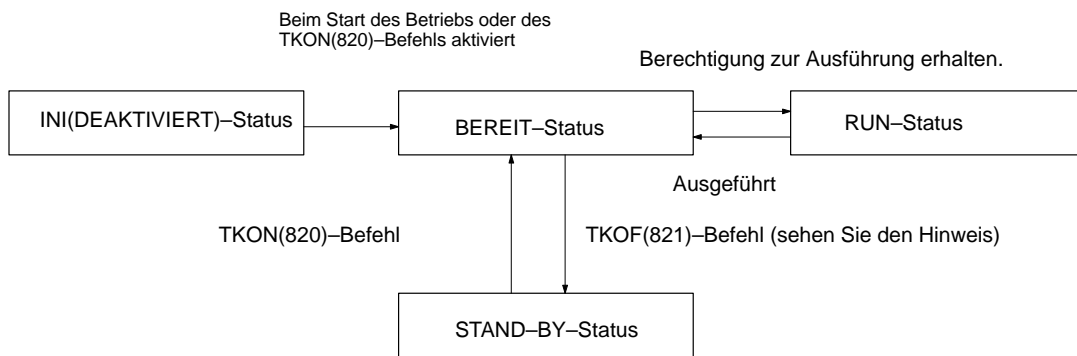 Beim Start des Betriebs oder des
TKON(820)–Befehls aktiviert
Berechtigung zur Ausführung erhalten.
INI(DEAKTIVIERT)–Status
BEREIT–Status
RUN–Status
Ausgeführt
TKON(820)–Befehl
TKOF(821)–Befehl (sehen Sie den Hinweis)
STAND–BY–Status